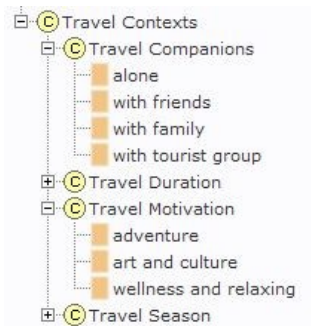 C Travel Contexts
C Travel Companions
alone
with friends
with family
with tourist group
C Travel Duration
C Travel Motivation
adventure
art and culture
wellness and relaxing
C Travel Season